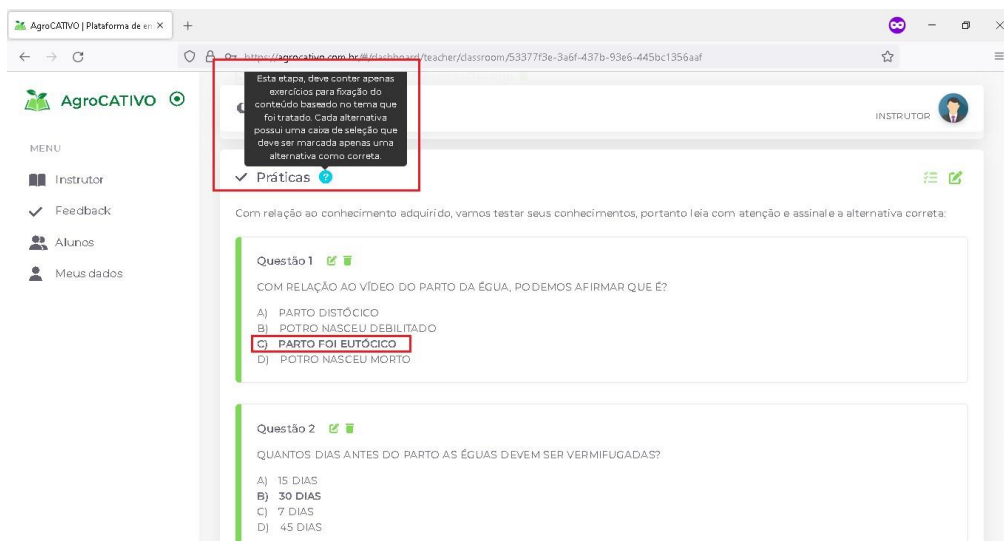 AgroCATIVO | Plataforma de en
https://agrocativo.com.br/#/dashboard/teacher/classroom/53377f3e-3a6f-437b-93e6-445bc1356aaf
AgroCATIVO
MENU
Instrutor
Feedback
Alunos
Meus dados
INSTRUTOR
Esta etapa, deve conter apenas
exercícios para fixação do
conteúdo baseado no tema que
foi tratado. Cada alternativa
possui uma caixa de seleção que
deve ser marcada apenas uma
alternativa como correta.
Práticas ?
Com relação ao conhecimento adquirido, vamos testar seus conhecimentos, portanto leia com atenção e assinale a alternativa correta:
Questão 1
COM RELAÇÃO AO VÍDEO DO PARTO DA ÉGUA, PODEMOS AFIRMAR QUE É?
A) PARTO DISTÓCICO
B) POTRO NASCEU DEBILITADO
C) PARTO FOI EUTÓCICO
D) POTRO NASCEU MORTO
Questão 2
QUANTOS DIAS ANTES DO PARTO AS ÉGUAS DEVEM SER VERMIFUGADAS?
A) 15 DIAS
B) 30 DIAS
C) 7 DIAS
D) 45 DIAS